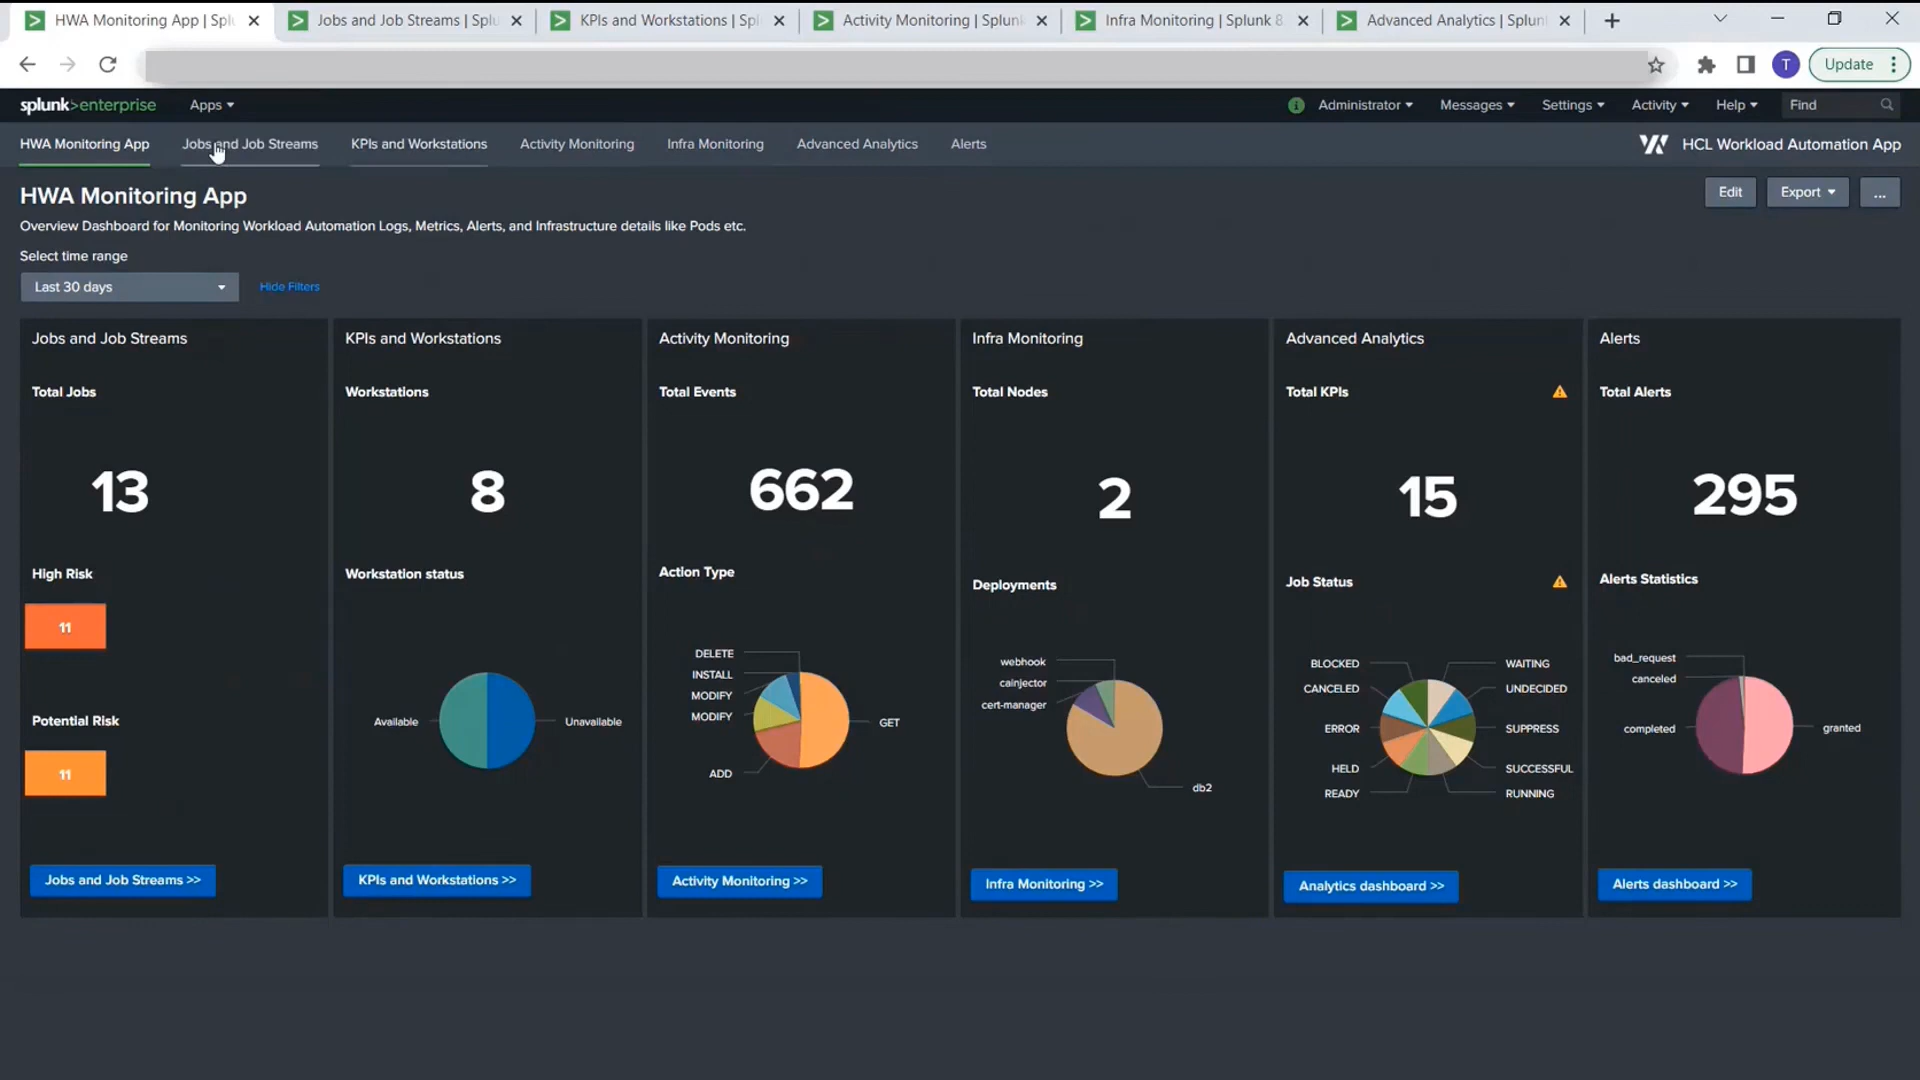 HWA Monitoring App | Splu
Jobs and Job Streams | Splu
KPIs and Workstations | Spl
Activity Monitoring | Splunk
Infra Monitoring | Splunk 8.
Advanced Analytics | Splun
T
Update
splunk>enterprise
Apps
i
Administrator
Messages
Settings
Activity
Help
Find
HWA Monitoring App
Jobs and Job Streams
KPIs and Workstations
Activity Monitoring
Infra Monitoring
Advanced Analytics
Alerts
HCL Workload Automation App
HWA Monitoring App
Edit
Export
...
Overview Dashboard for Monitoring Workload Automation Logs, Metrics, Alerts, and Infrastructure details like Pods etc.
Select time range
Last 30 days
Hide Filters
Jobs and Job Streams
Total Jobs
13
High Risk
11
Potential Risk
11
Jobs and Job Streams >>
KPIs and Workstations
Workstations
8
Workstation status
Available
Unavailable
KPIs and Workstations >>
Activity Monitoring
Total Events
662
Action Type
DELETE
INSTALL
MODIFY
MODIFY
GET
ADD
Activity Monitoring >>
Infra Monitoring
Total Nodes
2
Deployments
webhook
cainjector
cert-manager
db2
Infra Monitoring >>
Advanced Analytics
Total KPIs
15
Job Status
BLOCKED
WAITING
CANCELED
UNDECIDED
ERROR
SUPPRESS
HELD
SUCCESSFUL
READY
RUNNING
Analytics dashboard >>
Alerts
Total Alerts
295
Alerts Statistics
bad_request
canceled
completed
granted
Alerts dashboard >>